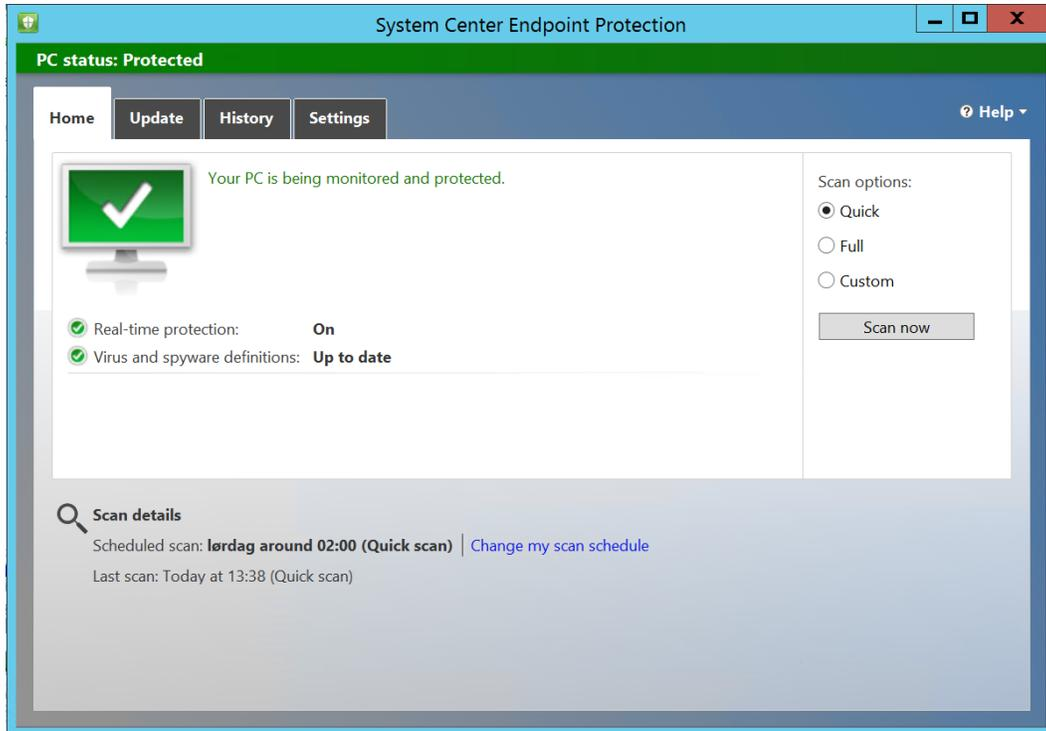 System Center Endpoint Protection
PC status: Protected
Home Update History Settings Help
Your PC is being monitored and protected.
Scan options:
Quick
Full
Custom
Scan now
Real-time protection: On
Virus and spyware definitions: Up to date
Scan details
Scheduled scan: lørdag around 02:00 (Quick scan) | Change my scan schedule
Last scan: Today at 13:38 (Quick scan)